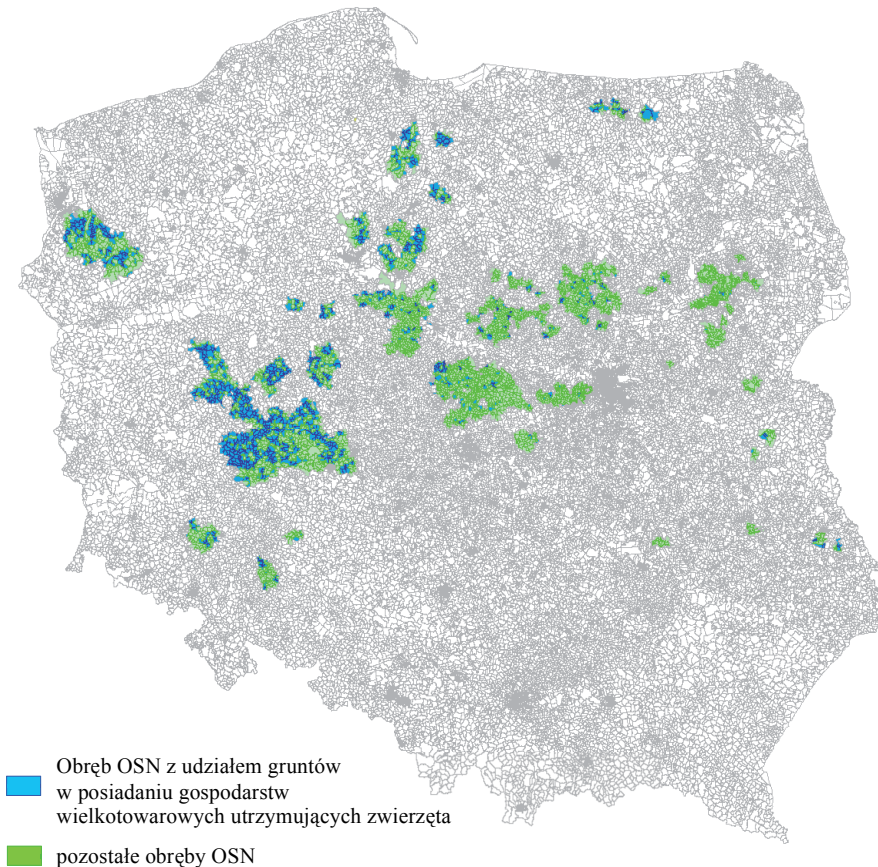 Obręb OSN z udziałem gruntów
w posiadaniu gospodarstw
wielkotowarowych utrzymujących zwierzęta
pozostałe obręby OSN